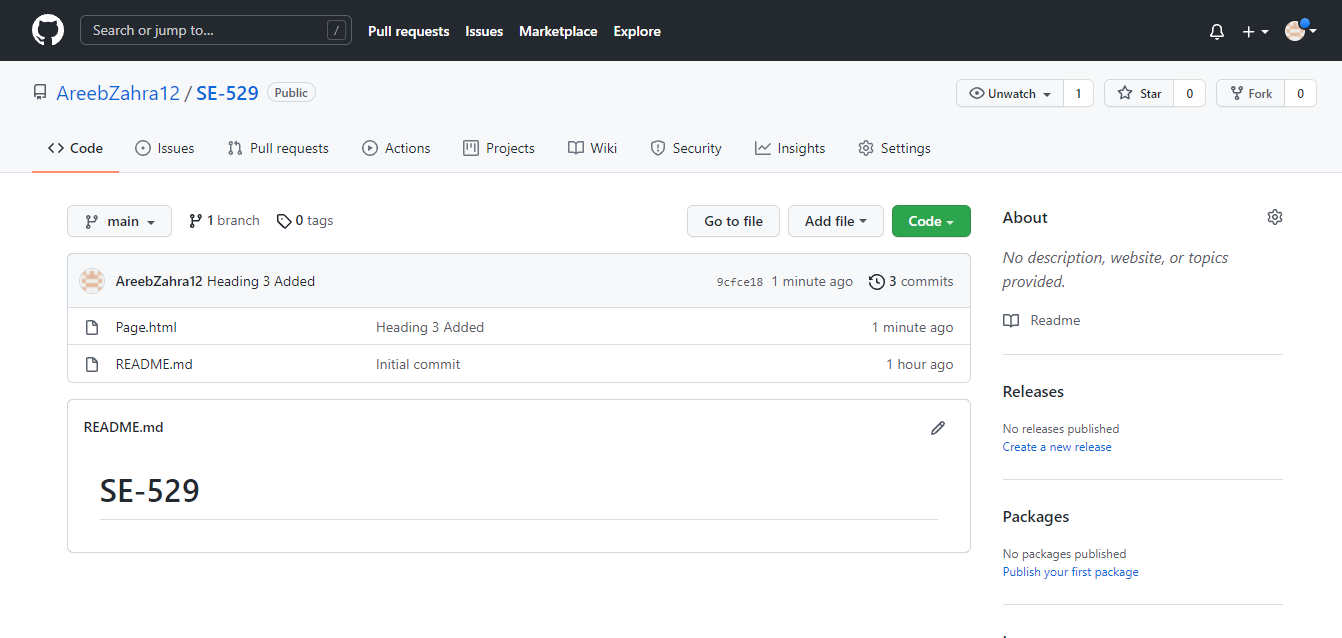 Search or jump to... / Pull requests Issues Marketplace Explore
AreebZahra12 / SE-529 Public Unwatch 1 Star 0 Fork 0
Code Issues Pull requests Actions Projects Wiki Security Insights Settings
main 1 branch 0 tags Go to file Add file Code
AreebZahra12 Heading 3 Added 9cfce18 1 minute ago 3 commits
Page.html Heading 3 Added 1 minute ago
README.md Initial commit 1 hour ago
README.md
SE-529
About
No description, website, or topics
provided.
Readme
Releases
No releases published
Create a new release
Packages
No packages published
Publish your first package